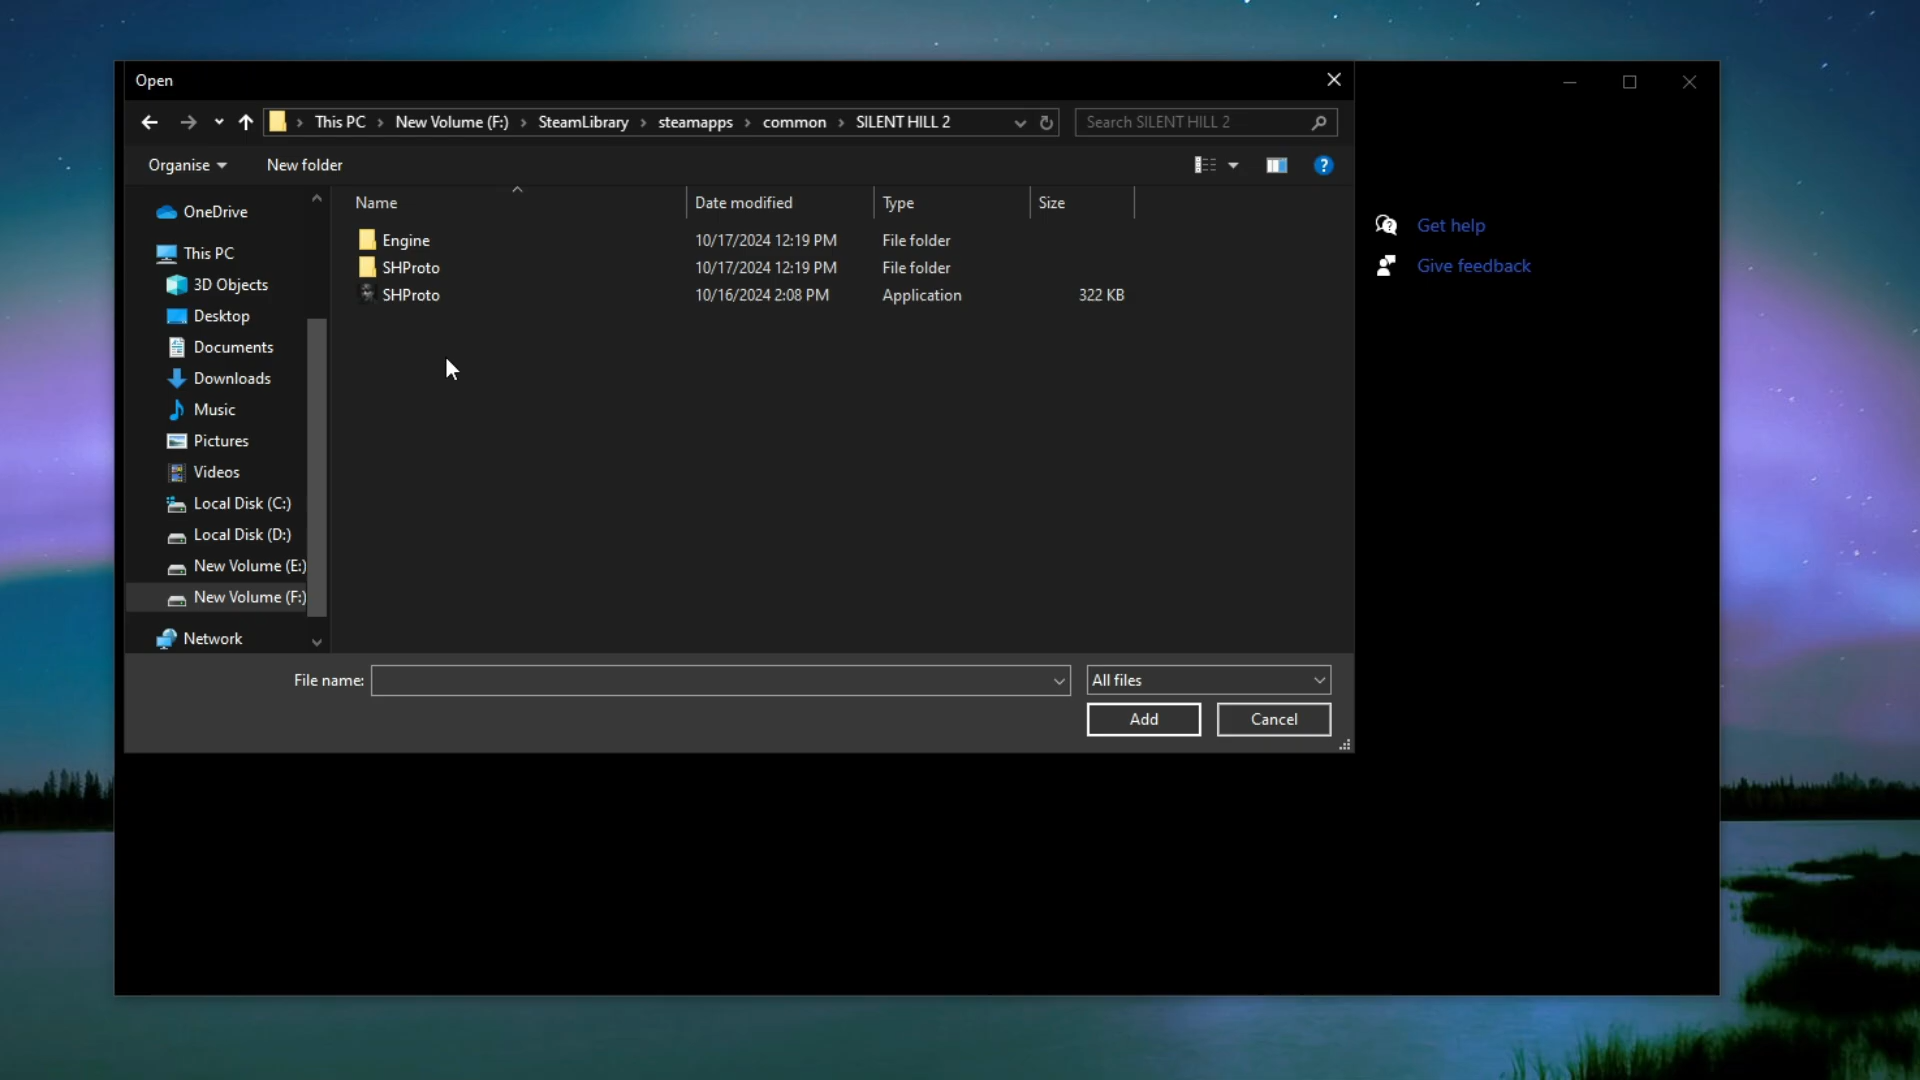 Open
This PC > New Volume (F:) > SteamLibrary > steamapps > common > SILENT HILL 2
Search SILENT HILL 2
Organise
New folder
Name Date modified Type Size
Engine 10/17/2024 12:19 PM File folder
SHProto 10/17/2024 12:19 PM File folder
SHProto 10/16/2024 2:08 PM Application 322 KB
OneDrive
This PC
3D Objects
Desktop
Documents
Downloads
Music
Pictures
Videos
Local Disk (C:)
Local Disk (D:)
New Volume (E:)
New Volume (F:)
Network
File name:
All files
Add
Cancel
Get help
Give feedback